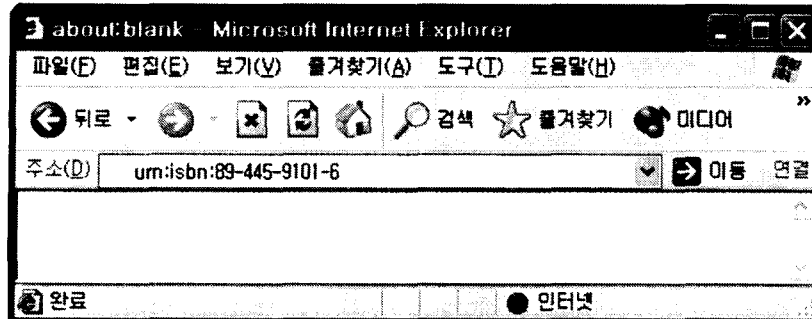 about:blank - Microsoft Internet Explorer
파일(F) 편집(E) 보기(V) 즐겨찾기(A) 도구(T) 도움말(H)
뒤로 검색 즐겨찾기 미디어 »
주소(D) urn:isbn:89-445-9101-6 이동 연결
완료 인터넷